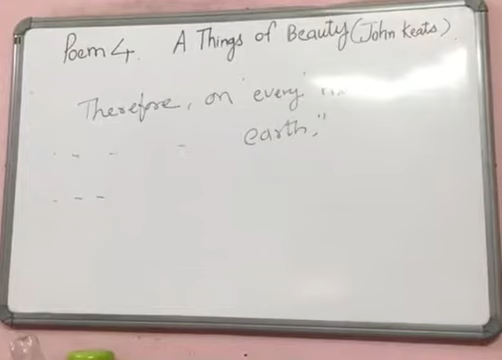 Poem 4. A Things of Beauty (John Keats).
Therefore, on 'every'
earth,"